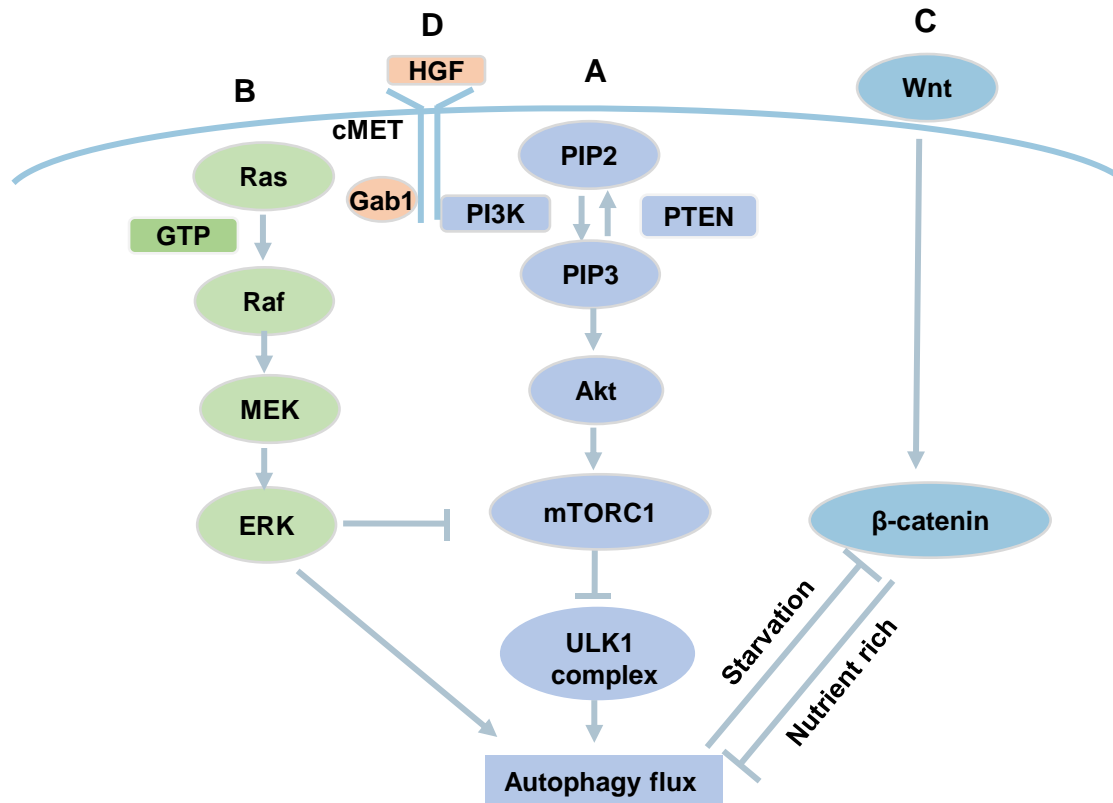 D
C
HGF
A
B
Wnt
cMET
PIP2
Ras
Gab1
PI3K
PTEN
GTP
PIP3
Raf
Akt
MEK
mTORC1
ERK
β-catenin
Starvation
Nutrient rich
ULK1
complex
Autophagy flux